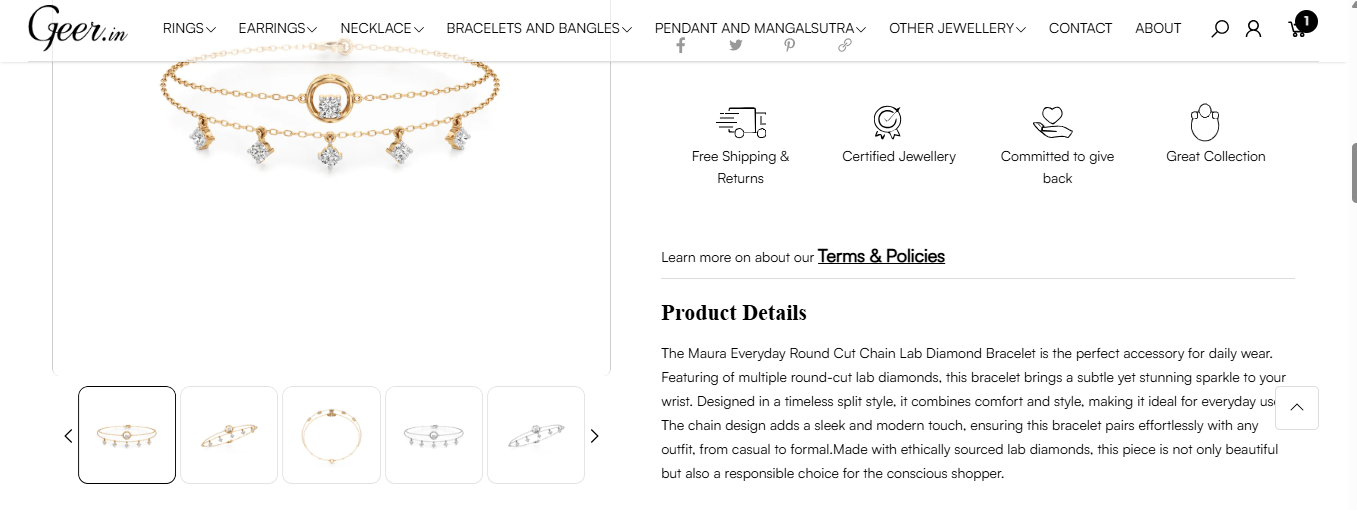 Geer.in
RINGS EARRINGS NECKLACE BRACELETS AND BANGLES PENDANT AND MANGALSUTRA OTHER JEWELLERY CONTACT ABOUT 1
Free Shipping &
Returns
Certified Jewellery
Committed to give
back
Great Collection
Learn more on about our Terms & Policies
Product Details
The Maura Everyday Round Cut Chain Lab Diamond Bracelet is the perfect accessory for daily wear.
Featuring of multiple round-cut lab diamonds, this bracelet brings a subtle yet stunning sparkle to your
wrist. Designed in a timeless split style, it combines comfort and style, making it ideal for everyday
The chain design adds a sleek and modern touch, ensuring this bracelet pairs effortlessly with any
outfit, from casual to formal.Made with ethically sourced lab diamonds, this piece is not only beautiful
but also a responsible choice for the conscious shopper.